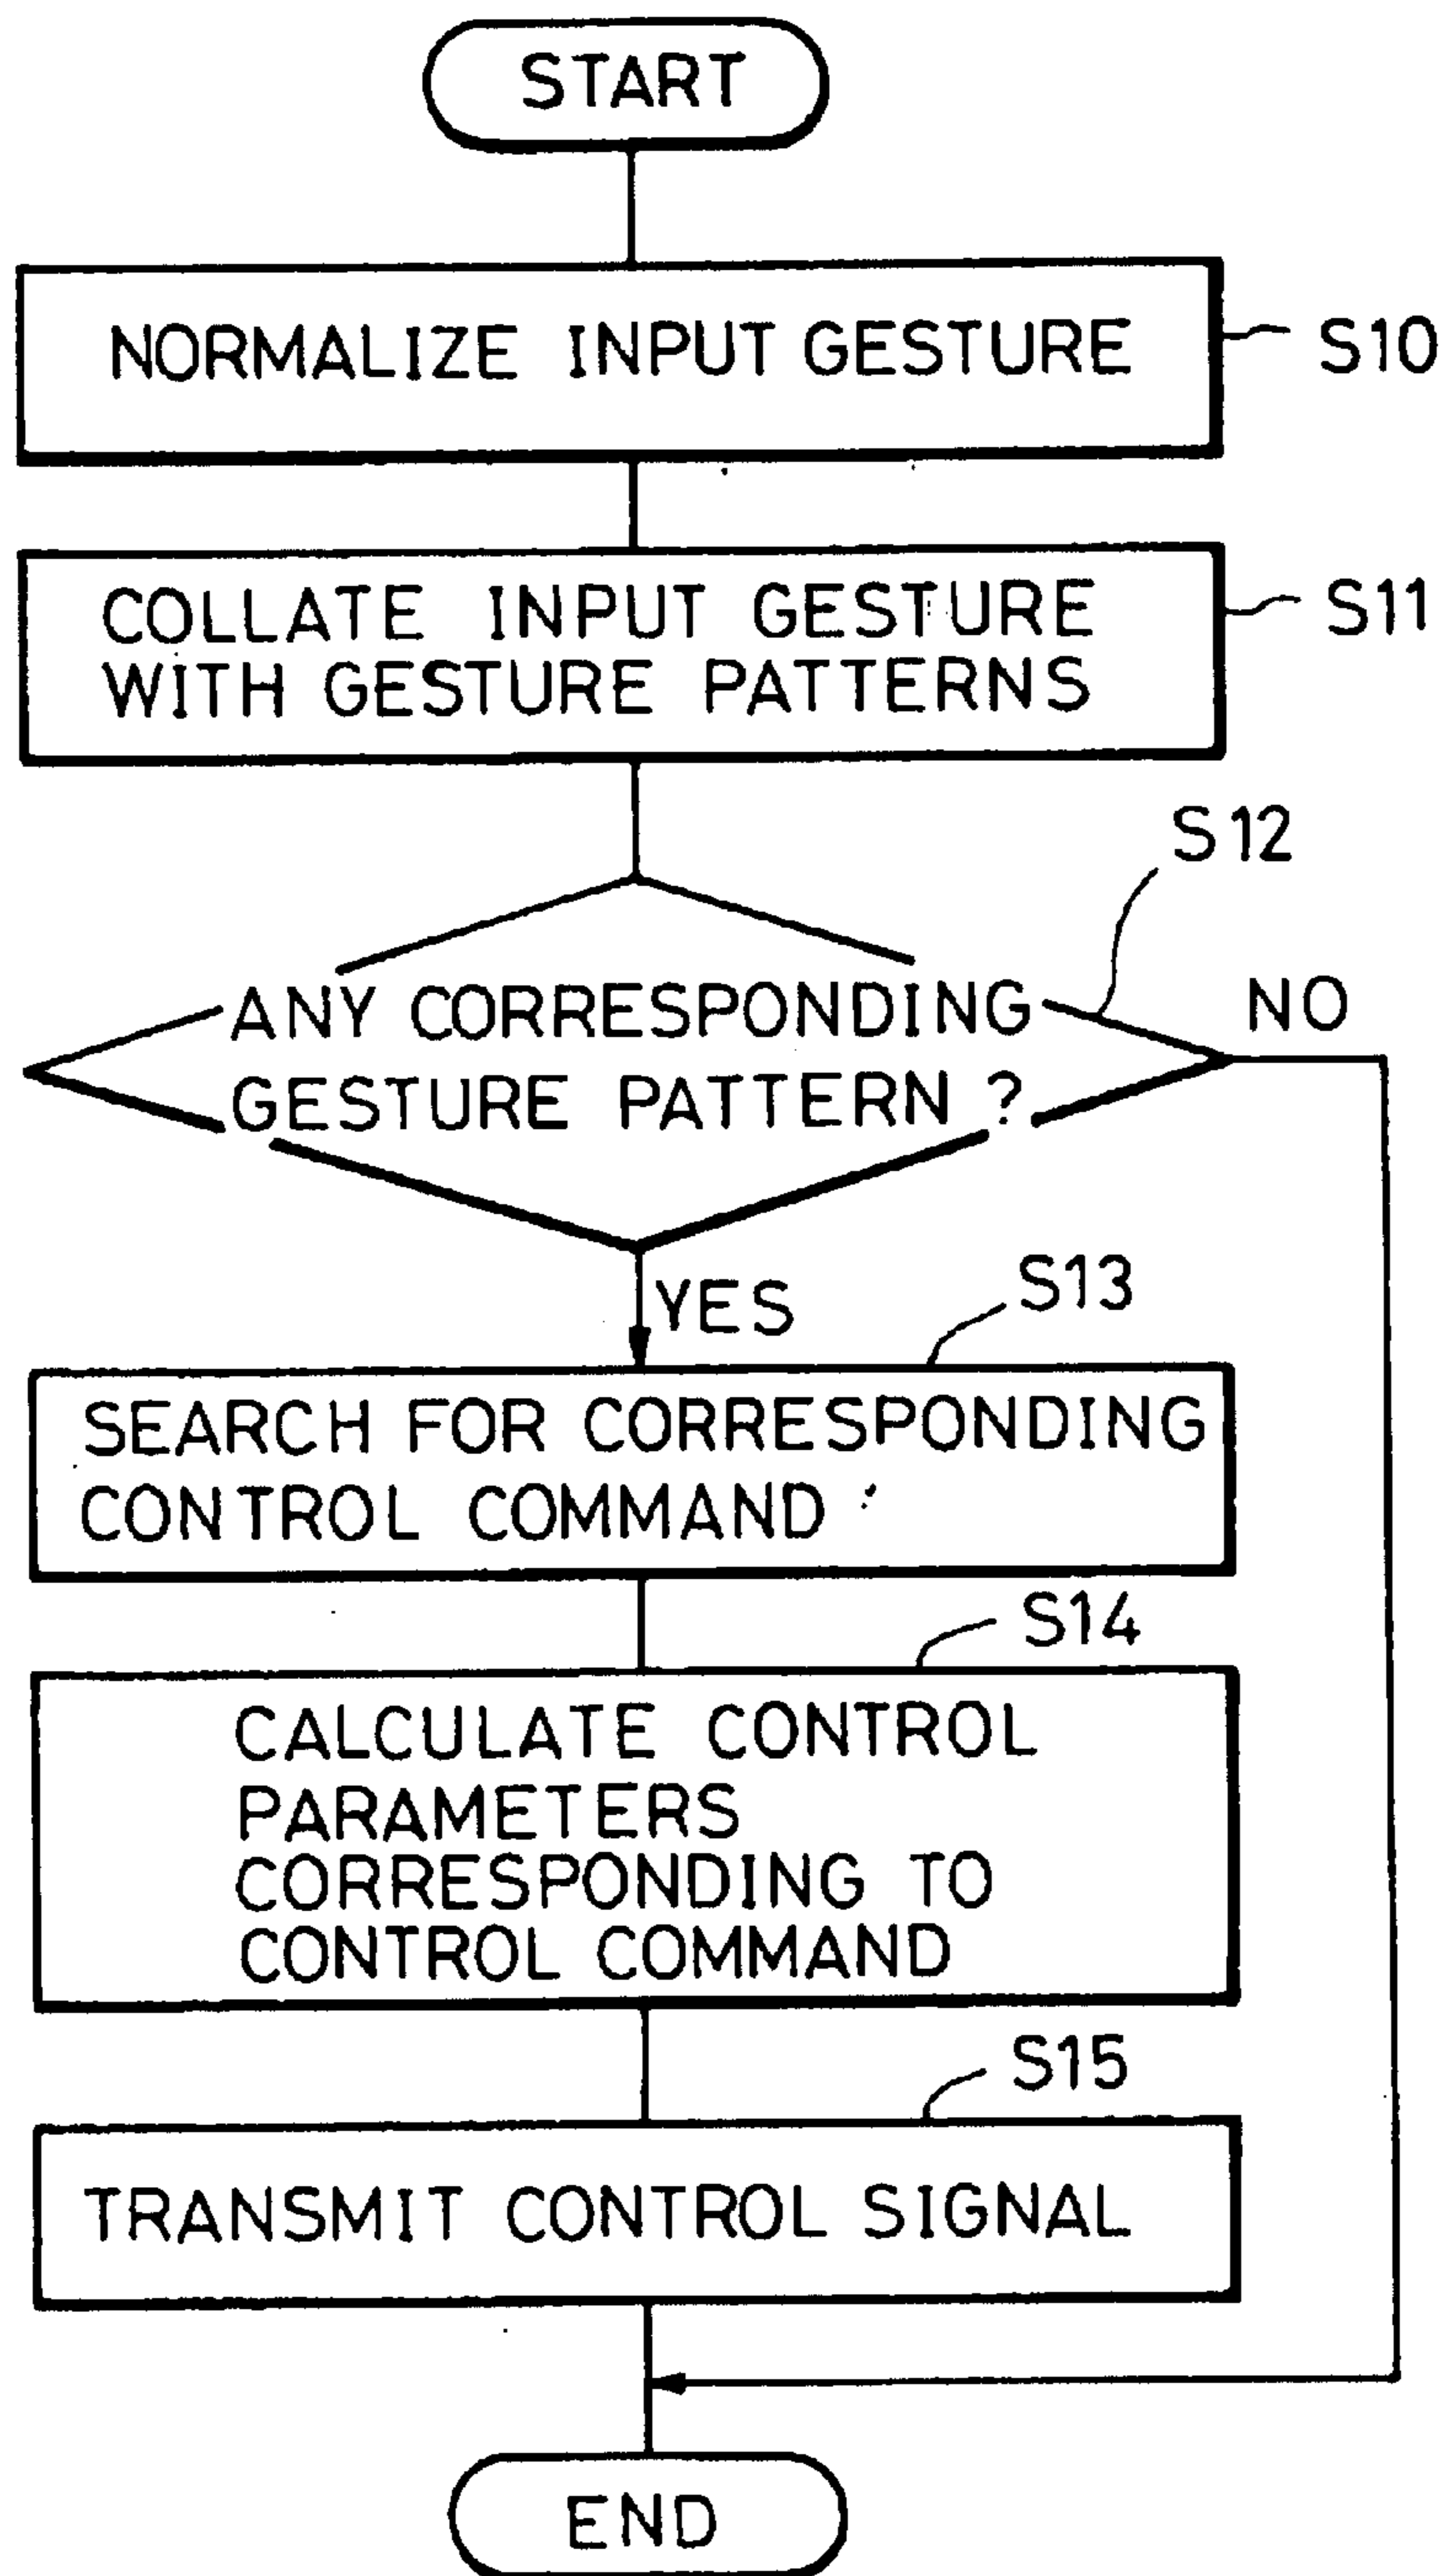 START
NORMALIZE INPUT GESTURE
S10
COLLATE INPUT GESTURE
WITH GESTURE PATTERNS
S11
S12
ANY CORRESPONDING
GESTURE PATTERN ?
NO
YES
S13
SEARCH FOR CORRESPONDING
CONTROL COMMAND
S14
CALCULATE CONTROL
PARAMETERS
CORRESPONDING TO
CONTROL COMMAND
S15
TRANSMIT CONTROL SIGNAL
END